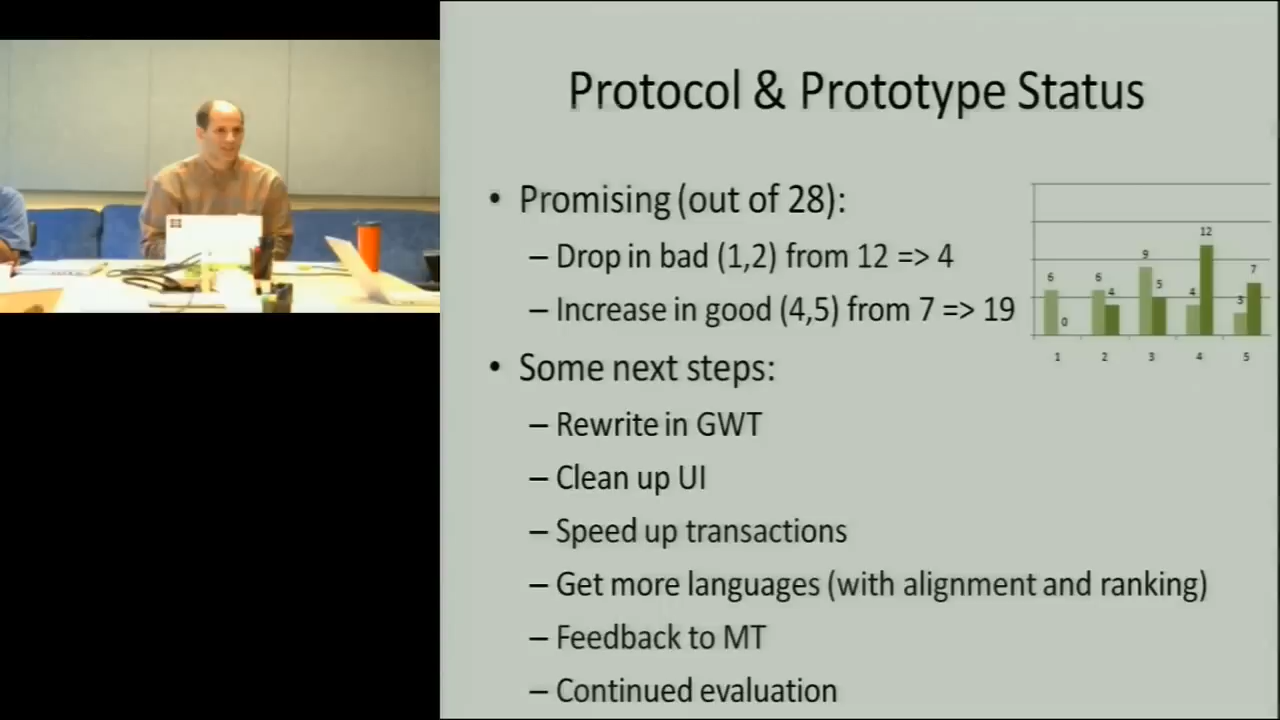 Protocol & Prototype Status
• Promising (out of 28):
– Drop in bad (1,2) from 12 => 4
– Increase in good (4,5) from 7 => 19
• Some next steps:
– Rewrite in GWT
– Clean up UI
– Speed up transactions
– Get more languages (with alignment and ranking)
– Feedback to MT
– Continued evaluation
6 0 6 4 9 5 4 12 3 7
1 2 3 4 5